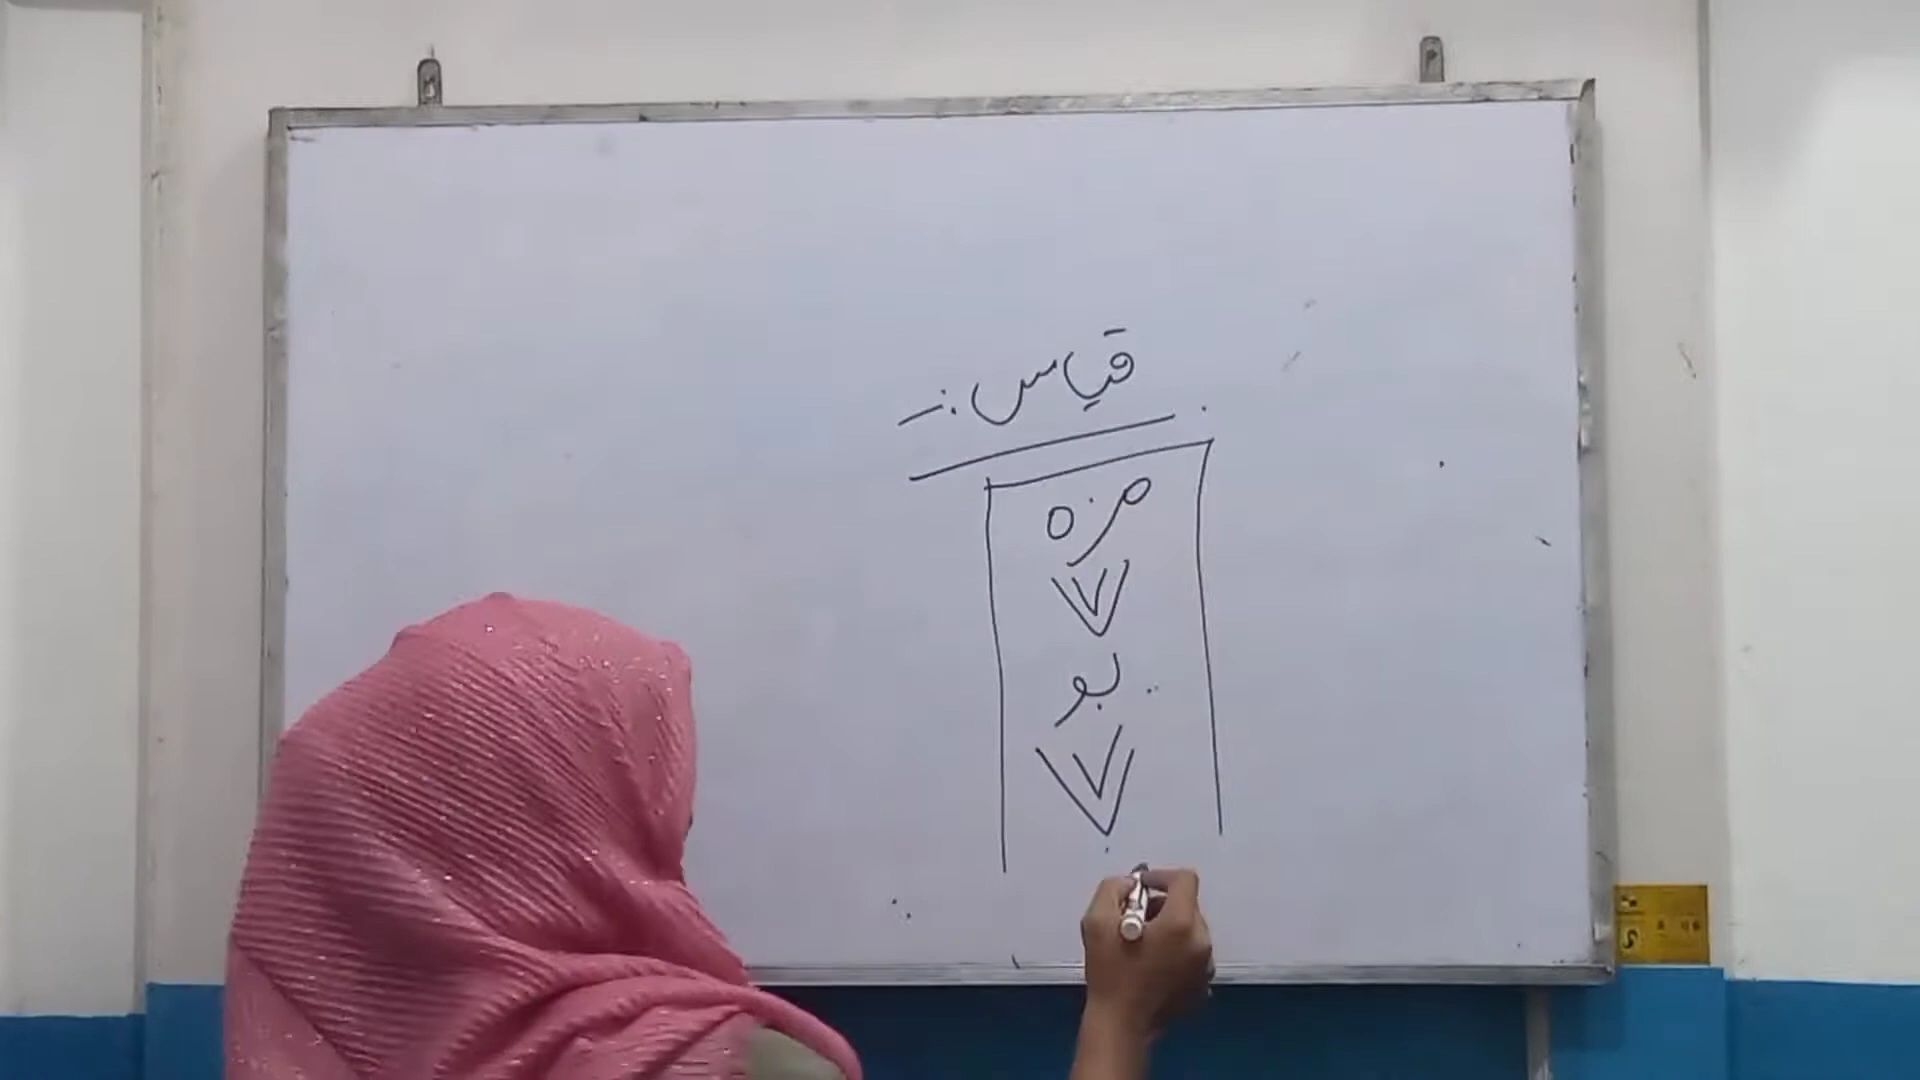 قیاس :-
مزہ
بو